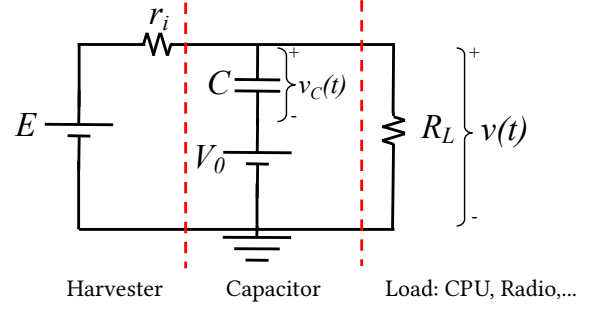 r_i
+
C
v_C(t)
-
E
V_0
R_L
+
v(t)
-
Harvester
Capacitor
Load: CPU, Radio,...